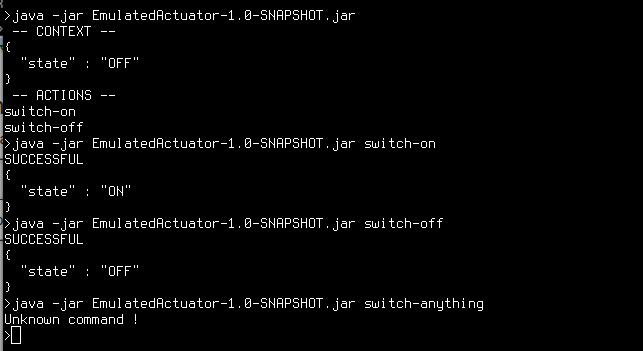 >java -jar EmulatedActuator-1.0-SNAPSHOT.jar
 -- CONTEXT --
{
  "state" : "OFF"
}
 -- ACTIONS --
switch-on
switch-off
>java -jar EmulatedActuator-1.0-SNAPSHOT.jar switch-on
SUCCESSFUL
{
  "state" : "ON"
}
>java -jar EmulatedActuator-1.0-SNAPSHOT.jar switch-off
SUCCESSFUL
{
  "state" : "OFF"
}
>java -jar EmulatedActuator-1.0-SNAPSHOT.jar switch-anything
Unknown command !
>